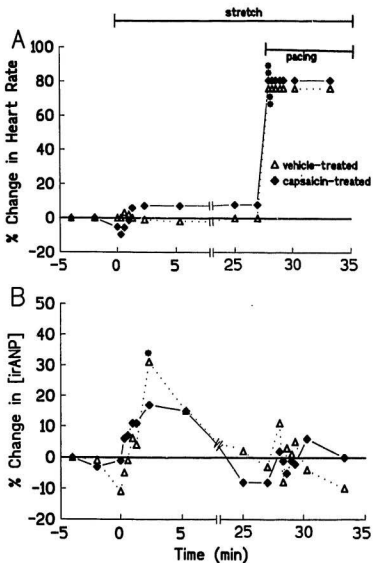 stretch
A
pacing
100
80
60
40
20
0
-20
% Change in Heart Rate
vehicle-treated
capsaicin-treated
-5 0 5 25 30 35
B
50
40
30
20
10
0
-10
-20
% Change in [irANP]
-5 0 5 25 30 35
Time (min)